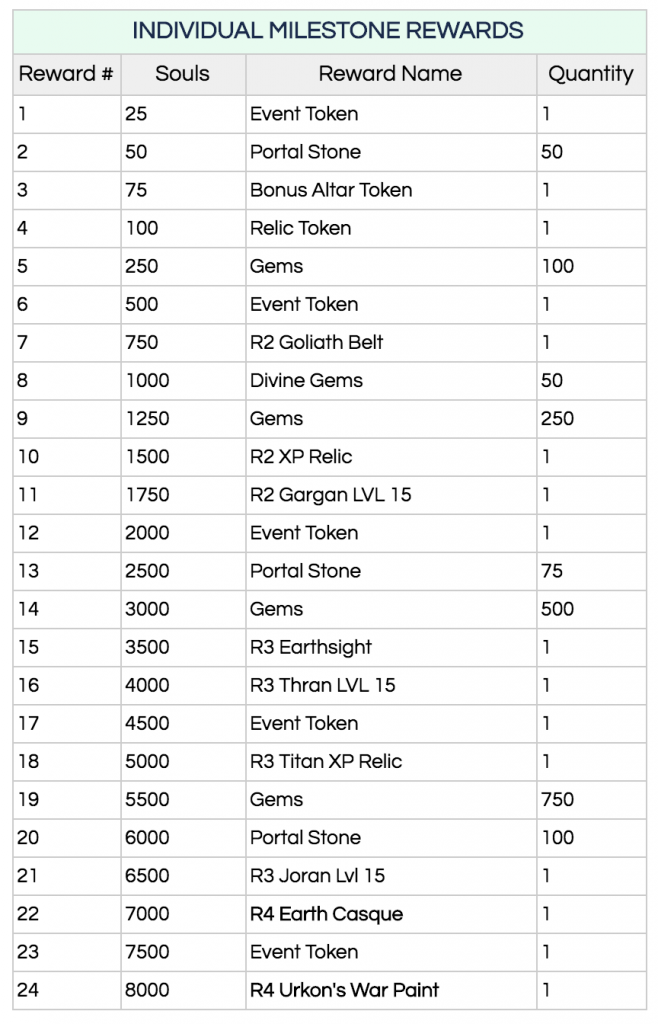 INDIVIDUAL MILESTONE REWARDS
Reward # Souls Reward Name Quantity
1 25 Event Token 1
2 50 Portal Stone 50
3 75 Bonus Altar Token 1
4 100 Relic Token 1
5 250 Gems 100
6 500 Event Token 1
7 750 R2 Goliath Belt 1
8 1000 Divine Gems 50
9 1250 Gems 250
10 1500 R2 XP Relic 1
11 1750 R2 Gargan LVL 15 1
12 2000 Event Token 1
13 2500 Portal Stone 75
14 3000 Gems 500
15 3500 R3 Earthsight 1
16 4000 R3 Thran LVL 15 1
17 4500 Event Token 1
18 5000 R3 Titan XP Relic 1
19 5500 Gems 750
20 6000 Portal Stone 100
21 6500 R3 Joran Lvl 15 1
22 7000 R4 Earth Casque 1
23 7500 Event Token 1
24 8000 R4 Urkon's War Paint 1